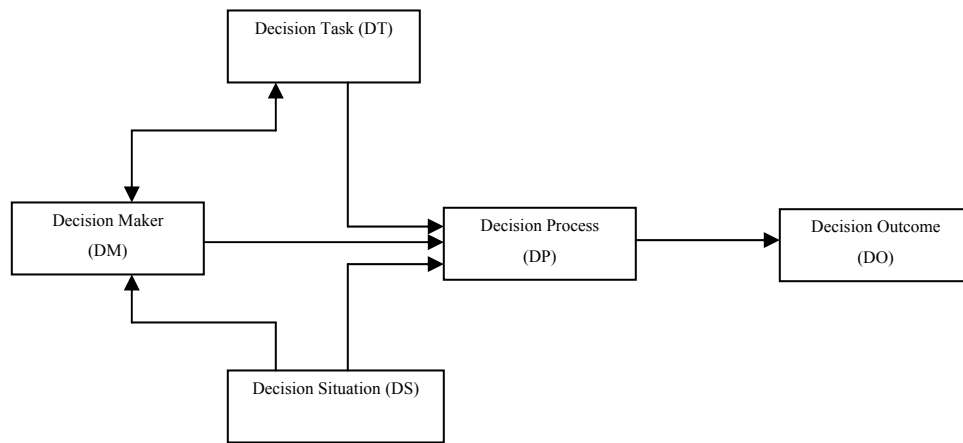 Decision Task (DT)
Decision Maker
(DM)
Decision Process
(DP)
Decision Outcome
(DO)
Decision Situation (DS)